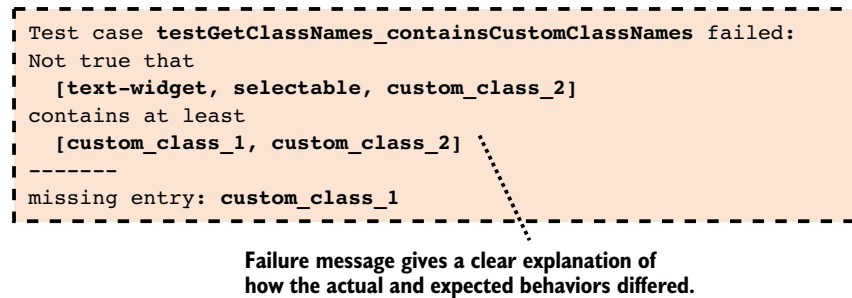 Test case testGetClassNames_containsCustomClassNames failed:
Not true that
[text-widget, selectable, custom_class_2]
contains at least
[custom_class_1, custom_class_2]
-------
missing entry: custom_class_1
Failure message gives a clear explanation of
how the actual and expected behaviors differed.